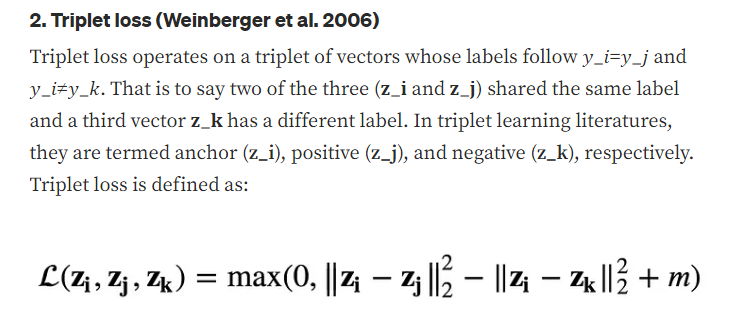 2. Triplet loss (Weinberger et al. 2006)
Triplet loss operates on a triplet of vectors whose labels follow y_i=y_j and
y_i≠y_k. That is to say two of the three (z_i and z_j) shared the same label
and a third vector z_k has a different label. In triplet learning literatures,
they are termed anchor (z_i), positive (z_j), and negative (z_k), respectively.
Triplet loss is defined as:
ℒ(zᵢ, zⱼ, zₖ) = max(0, ||zᵢ − zⱼ||₂² − ||zᵢ − zₖ||₂² + m)